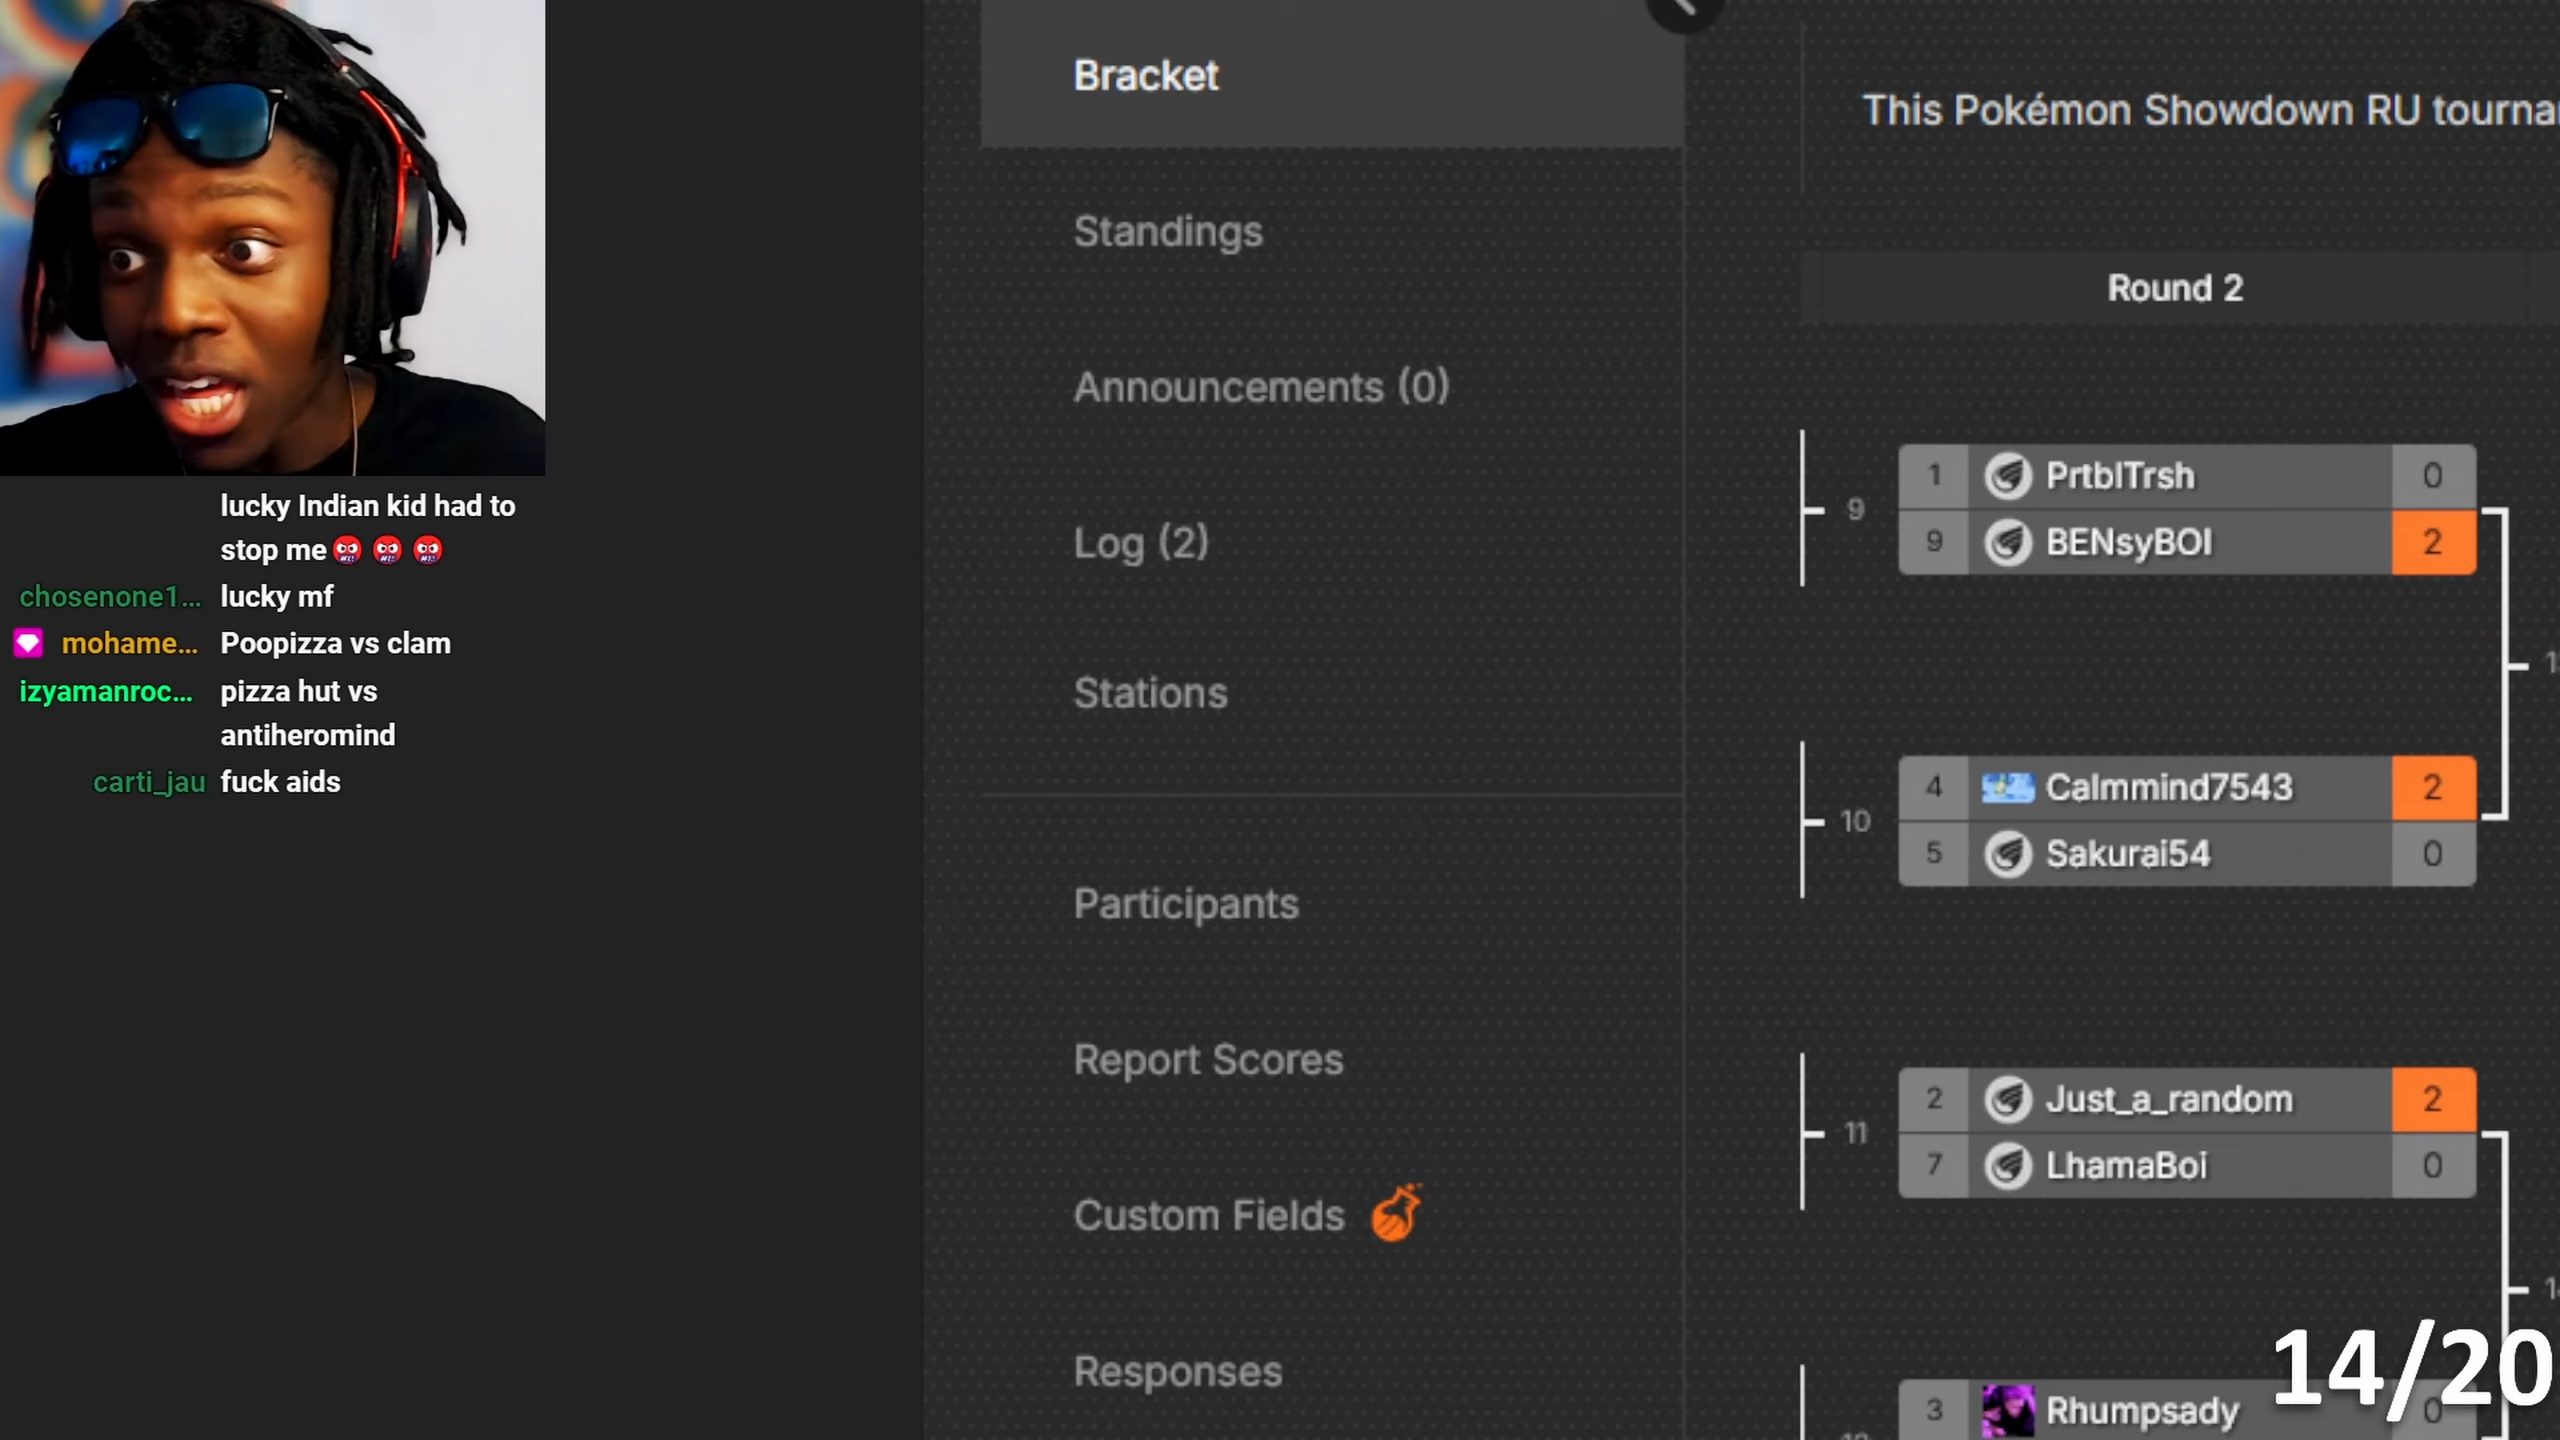 lucky Indian kid had to
stop me
chosenone1... lucky mf
mohame... Poopizza vs clam
izyamanroc... pizza hut vs
antiheromind
carti_jau fuck aids
Bracket
Standings
Announcements (0)
Log (2)
Stations
Participants
Report Scores
Custom Fields
Responses
This Pokémon Showdown RU
Round 2
9
1 PrtblTrsh 0
9 BENsyBOI 2
10
4 Calmmind7543 2
5 Sakurai54 0
11
2 Just_a_random 2
7 LhamaBoi 0
3 Rhumpsady 0
14/20